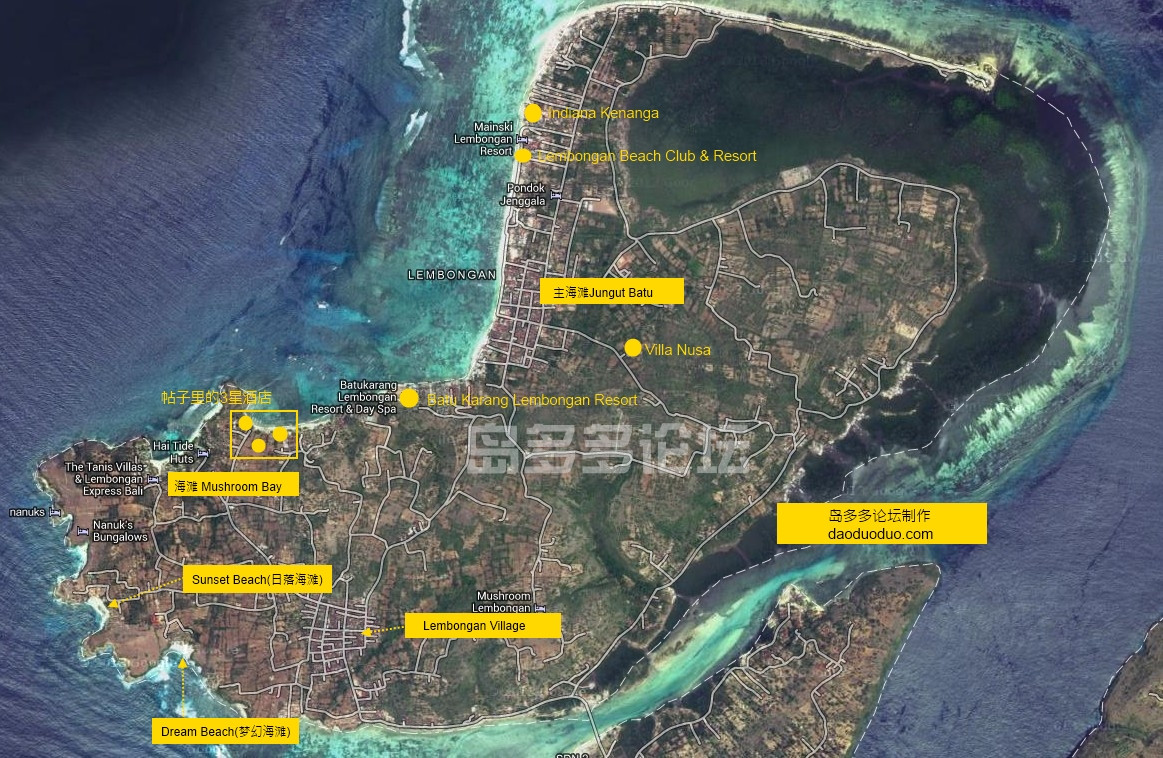 Indiana Kenanga
Mainski
Lembongan
Resort
Lembongan Beach Club & Resort
Pondok
Jenggala
LEMBONGAN
主海滩Jungut Batu
Villa Nusa
Batukarang
Lembongan
Resort & Day Spa
Batu Karang Lembongan Resort
帖子里的3星酒店
岛多多论坛
Hai Tide
Huts
The Tanis Villas
& Lembongan
Express Bali
海滩 Mushroom Bay
nanuks
Nanuk's
Bungalows
岛多多论坛制作
daoduoduo.com
Sunset Beach(日落海滩)
Mushroom
Lembongan
Lembongan Village
Dream Beach(梦幻海滩)